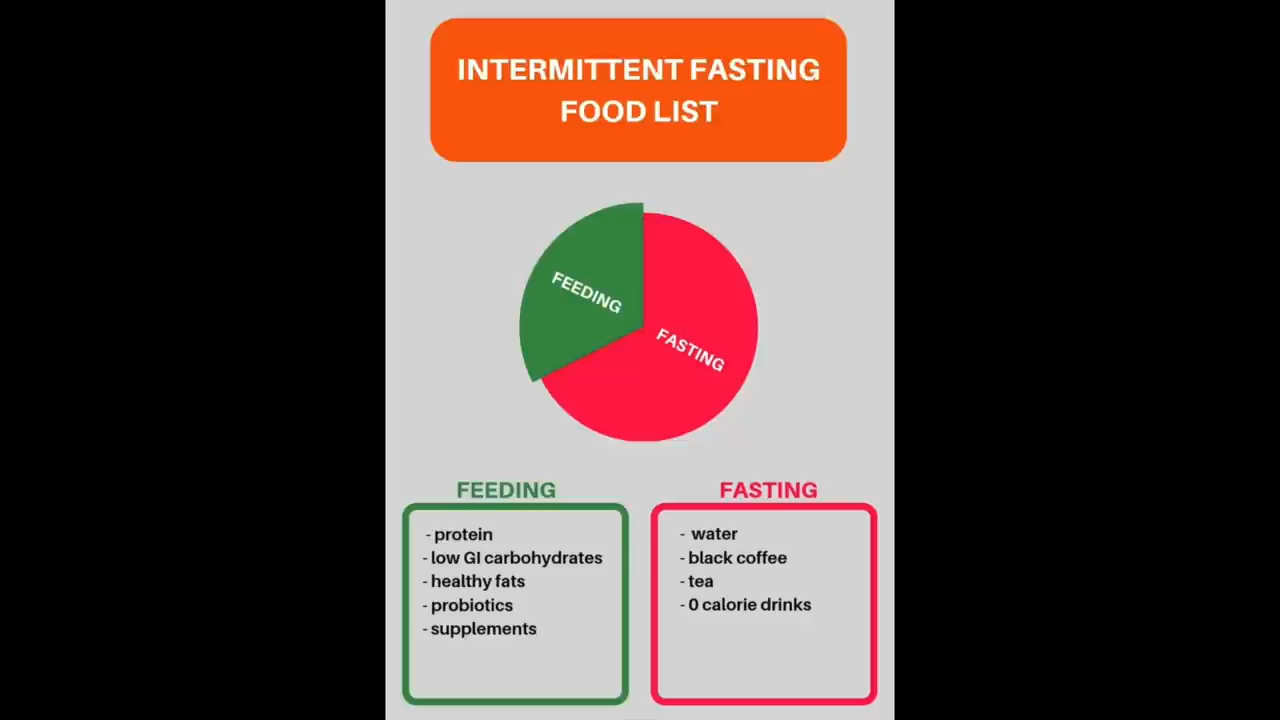 INTERMITTENT FASTING
FOOD LIST
FEEDING
FASTING
FEEDING
- protein
- low GI carbohydrates
- healthy fats
- probiotics
- supplements
FASTING
- water
- black coffee
- tea
- 0 calorie drinks